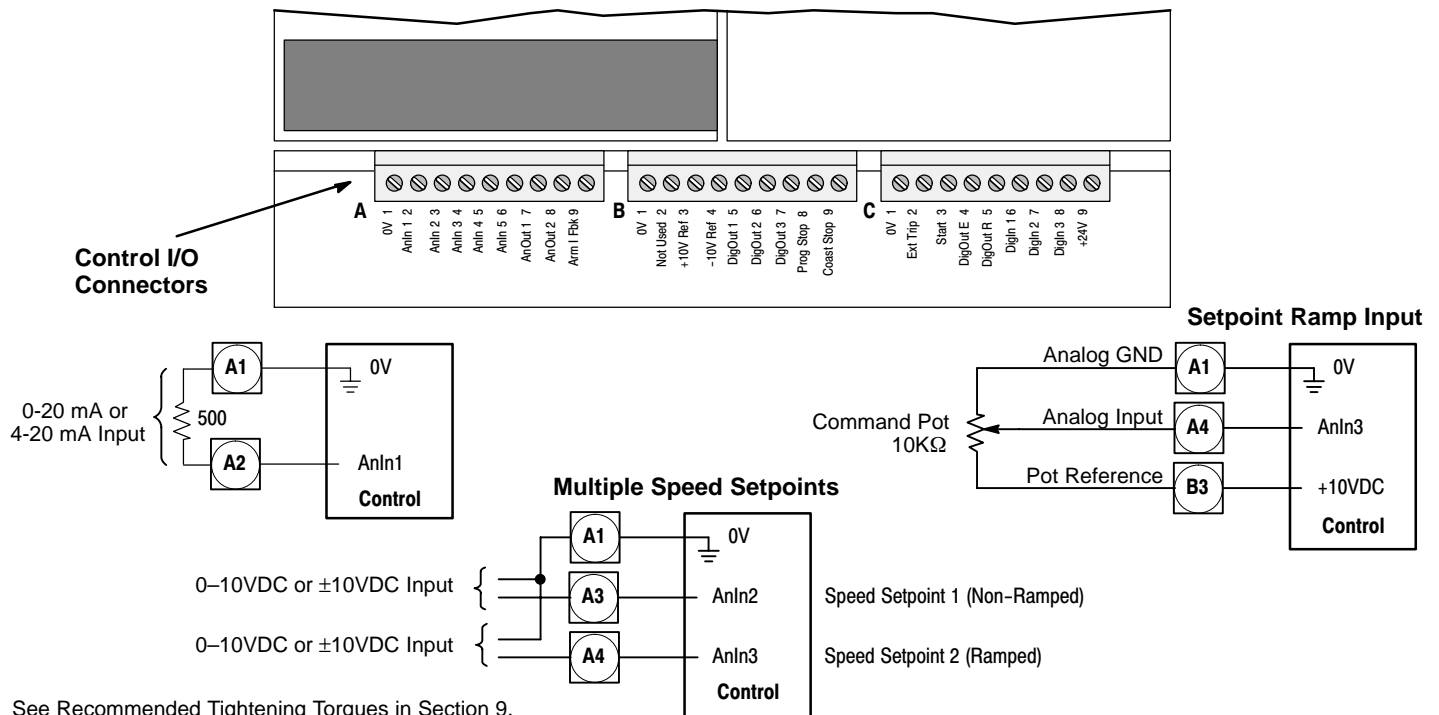 A
0V 1
AnIn 1 2
AnIn 2 3
AnIn 3 4
AnIn 4 5
AnIn 5 6
AnOut 1 7
AnOut 2 8
Arm I Fbk 9
B
0V 1
Not Used 2
+10V Ref 3
-10V Ref 4
DigOut 1 5
DigOut 2 6
DigOut 3 7
Prog Stop 8
Coast Stop 9
C
0V 1
Ext Trip 2
Start 3
DigOut E 4
DigOut R 5
DigIn 1 6
DigIn 2 7
DigIn 3 8
+24V 9
Control I/O
Connectors
0-20 mA or
4-20 mA Input
500
A1
A2
0V
AnIn1
Control
Setpoint Ramp Input
Command Pot
10KΩ
Analog GND
A1
0V
Analog Input
A4
AnIn3
Pot Reference
B3
+10VDC
Control
Multiple Speed Setpoints
A1
0V
0–10VDC or ±10VDC Input
A3
AnIn2
Speed Setpoint 1 (Non-Ramped)
0–10VDC or ±10VDC Input
A4
AnIn3
Speed Setpoint 2 (Ramped)
Control
See Recommended Tightening Torques in Section 9.